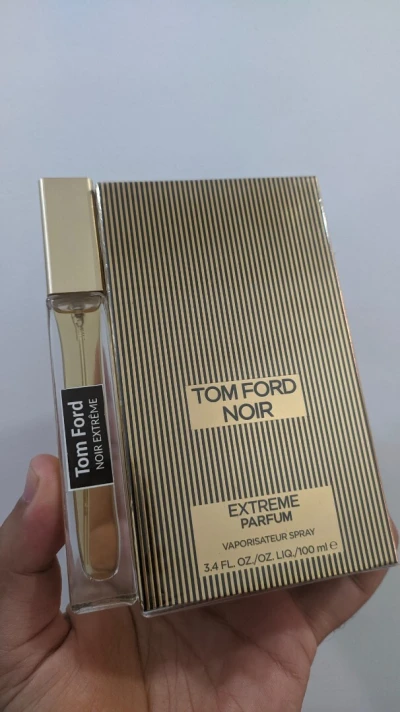 Tom Ford
NOIR EXTRÊME
TOM FORD
NOIR
EXTREME
PARFUM
VAPORISATEUR SPRAY
3.4 FL. OZ./OZ. LIQ./100 ml ℮